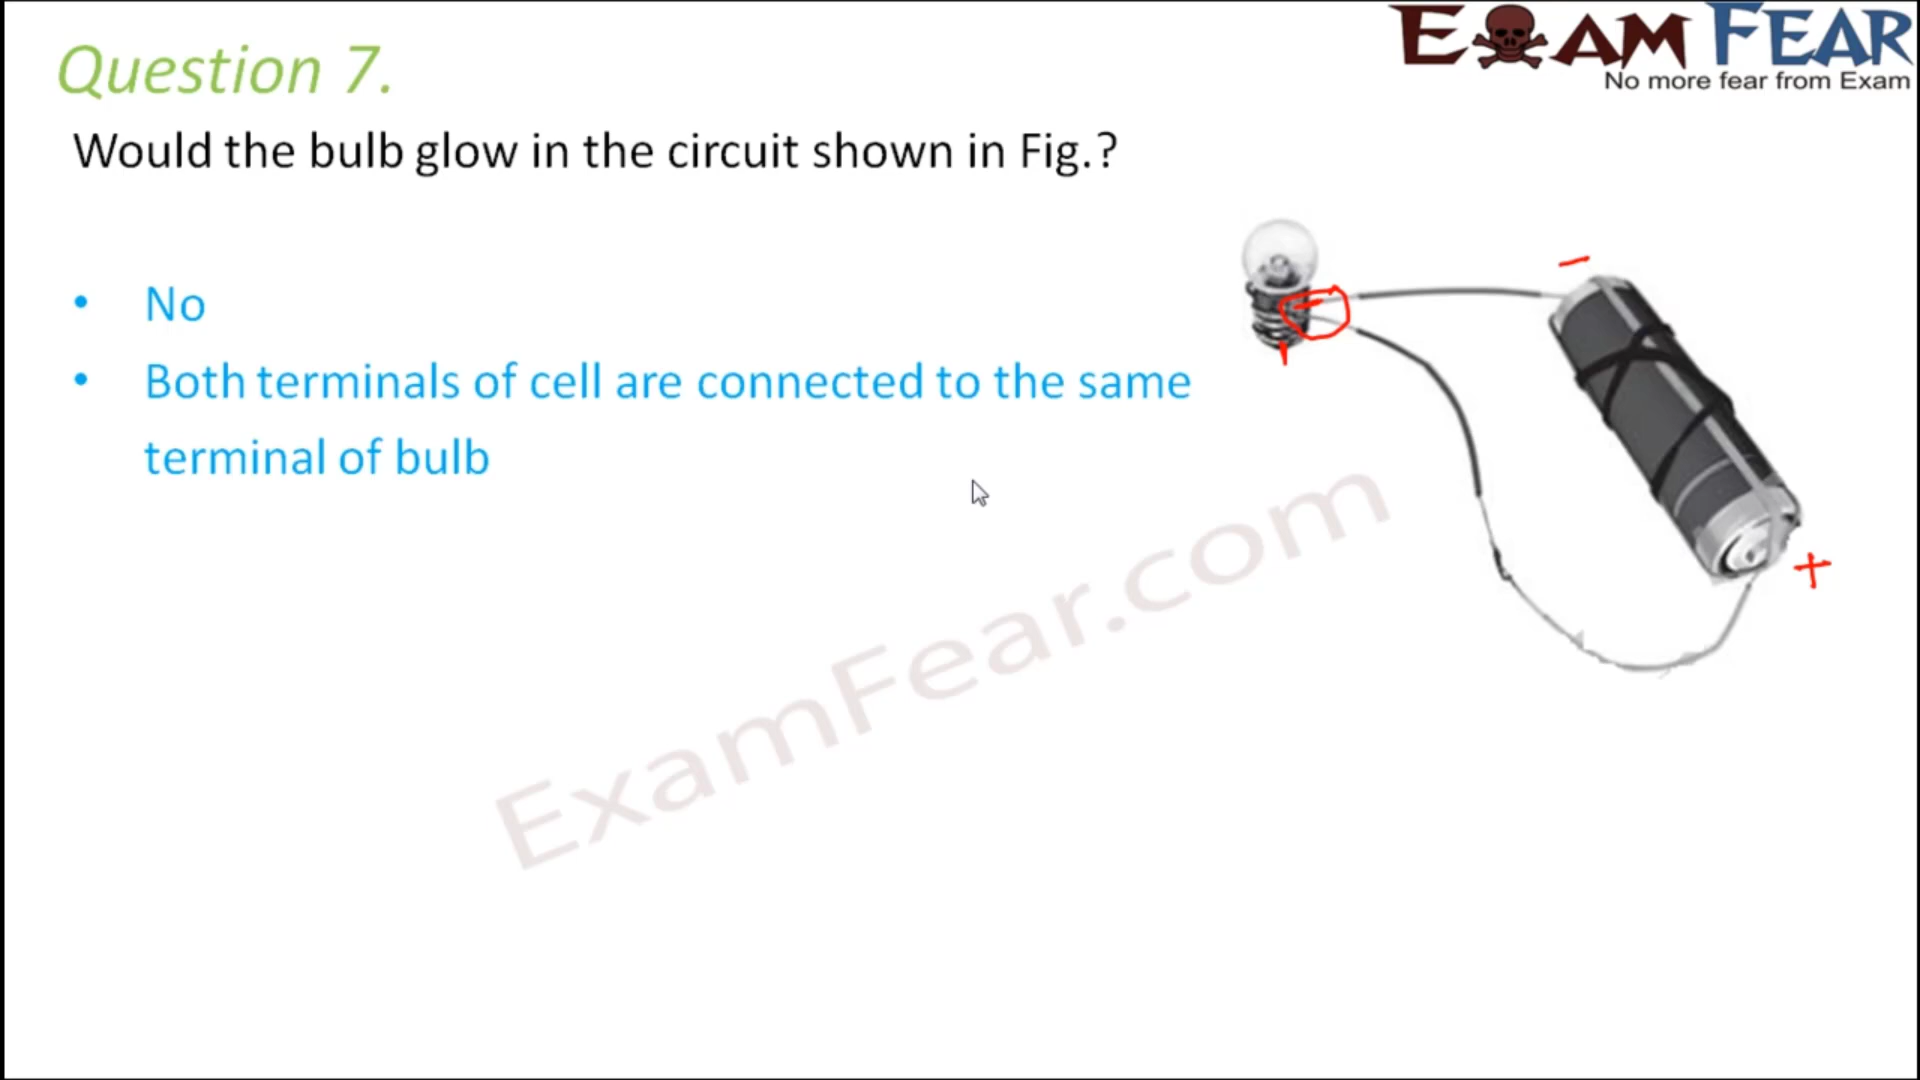 EXAM FEAR
No more fear from Exam
Question 7.
Would the bulb glow in the circuit shown in Fig.?
• No
• Both terminals of cell are connected to the same
terminal of bulb
−
+
ExamFear.com